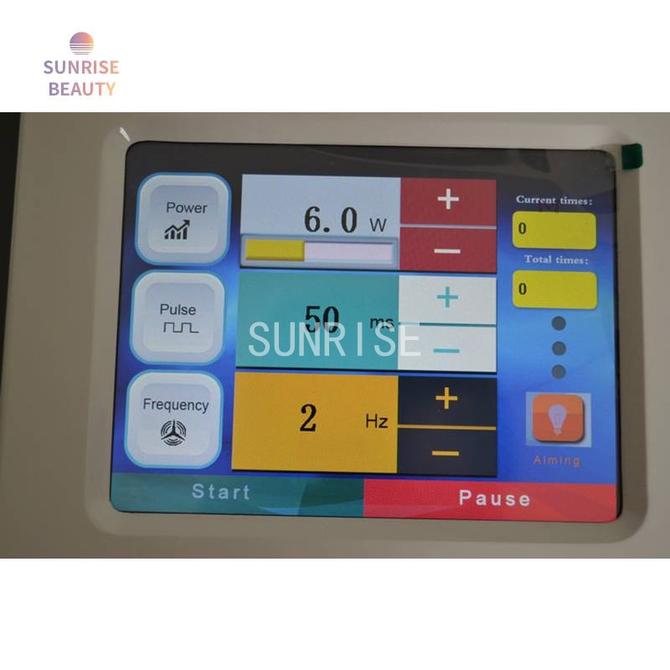 SUNRISE
BEAUTY
Power
6.0 W
+
−
Current times:
0
Total times:
0
Pulse
50 ms
+
−
SUNRISE
Frequency
2 Hz
+
−
Aiming
Start
Pause